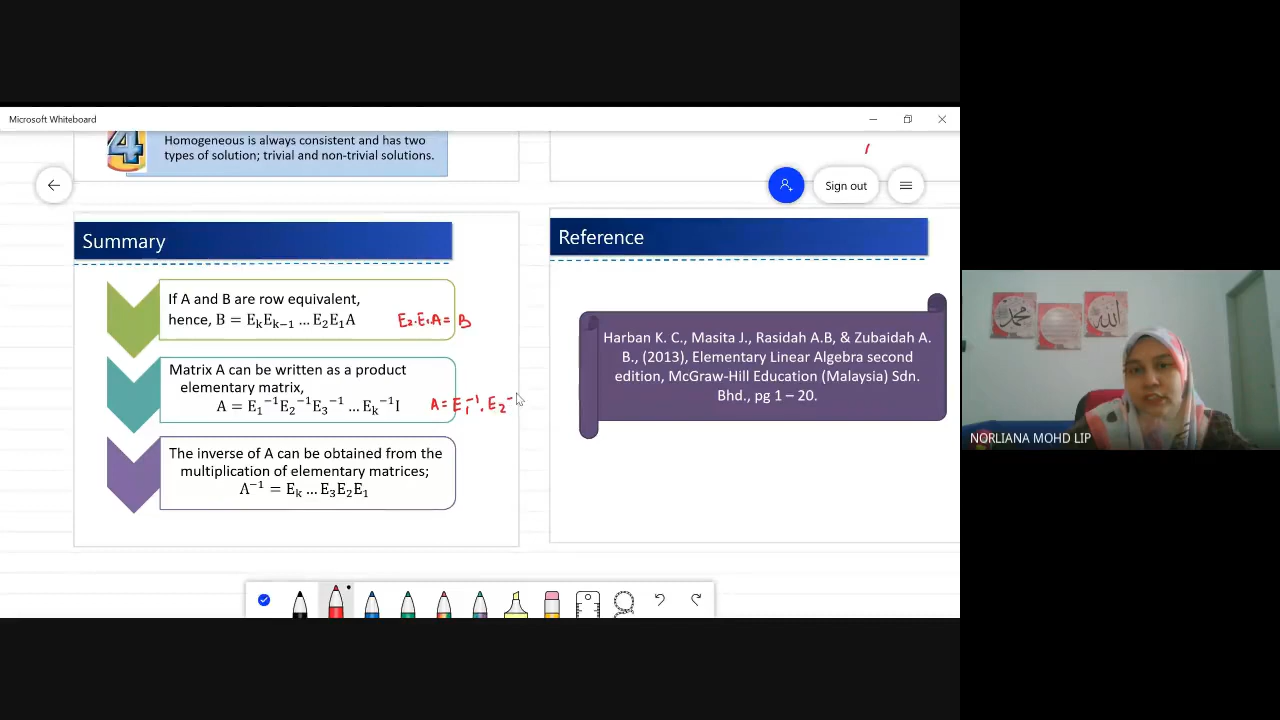 Microsoft Whiteboard
4
Homogeneous is always consistent and has two
types of solution; trivial and non-trivial solutions.
Sign out
Summary
If A and B are row equivalent,
hence, B = EₖEₖ₋₁ … E₂E₁A
E₂.E₁.A = B
Matrix A can be written as a product
elementary matrix,
A = E₁⁻¹E₂⁻¹E₃⁻¹ … Eₖ⁻¹I
A = E₁⁻¹. E₂⁻
The inverse of A can be obtained from the
multiplication of elementary matrices;
A⁻¹ = Eₖ … E₃E₂E₁
Reference
Harban K. C., Masita J., Rasidah A.B, & Zubaidah A.
B., (2013), Elementary Linear Algebra second
edition, McGraw-Hill Education (Malaysia) Sdn.
Bhd., pg 1 – 20.
NORLIANA MOHD LIP